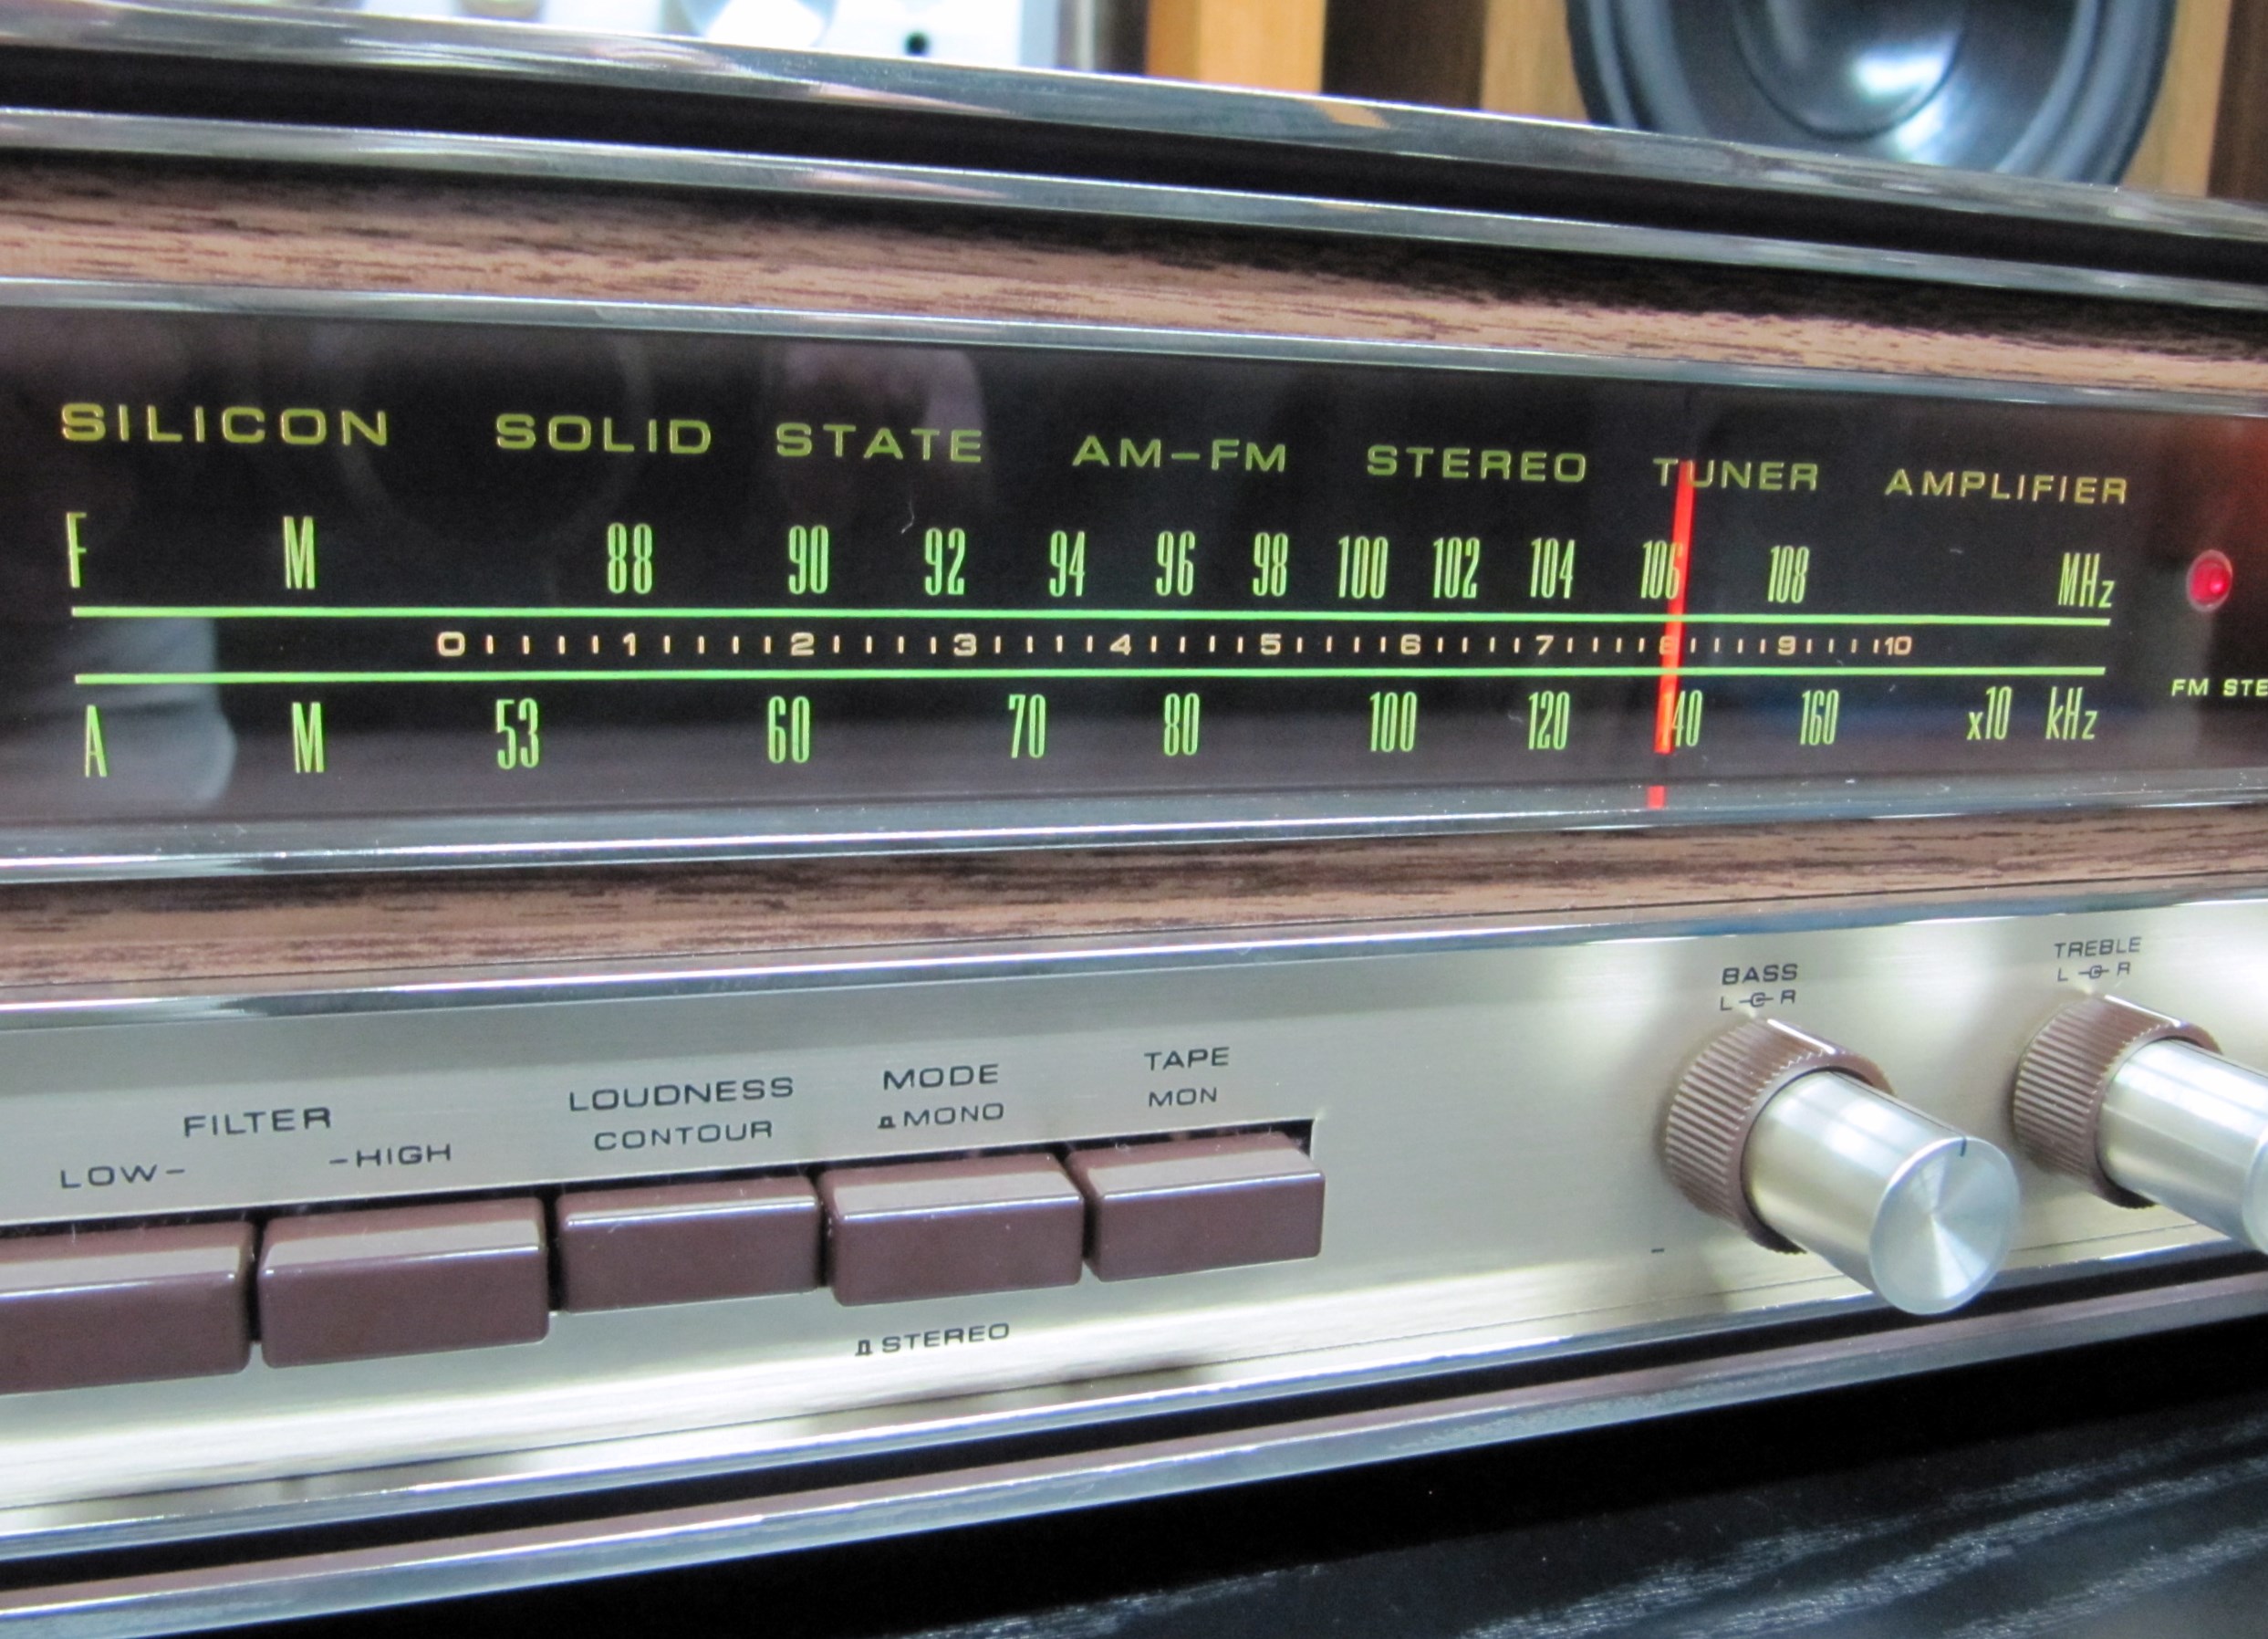 SILICON SOLID STATE AM-FM STEREO TUNER AMPLIFIER
F M 88 90 92 94 96 98 100 102 104 106 108 MHz
0 1 2 3 4 5 6 7 8 9 10
A M 53 60 70 80 100 120 140 160 x10 kHz
FM STE
BASS
L R
TREBLE
L R
FILTER
LOW- -HIGH
LOUDNESS
CONTOUR
MODE
MONO
TAPE
MON
STEREO